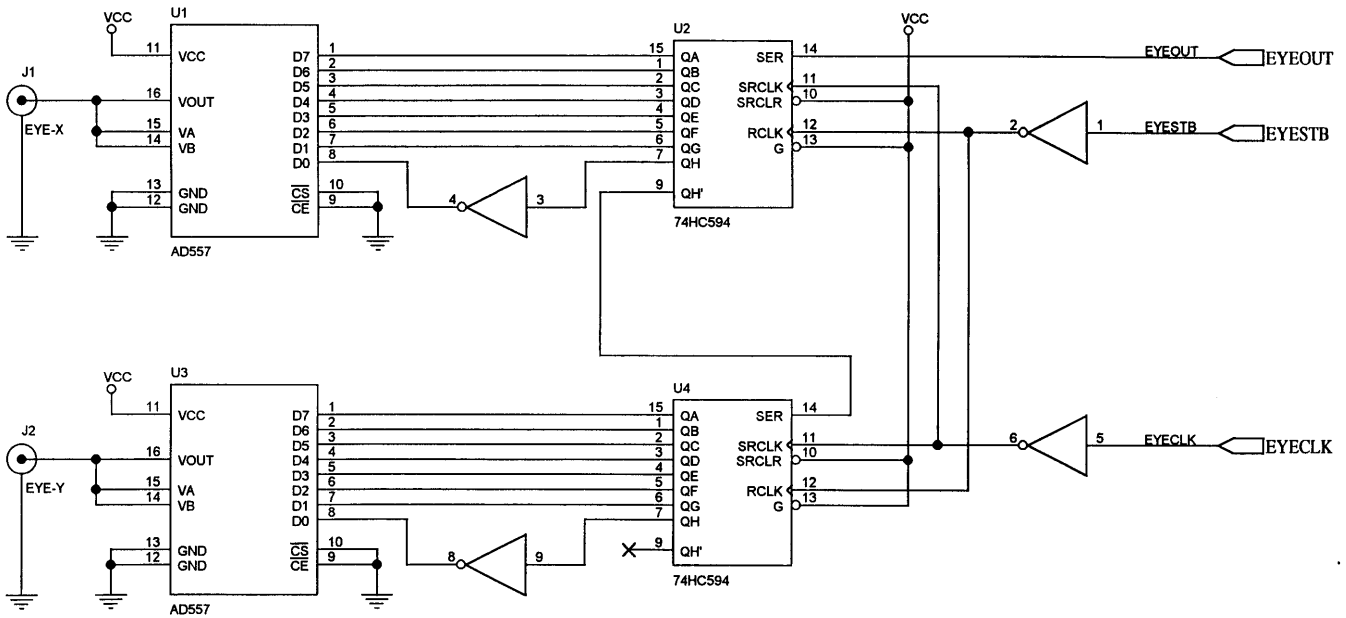 VCC
U1
11 VCC
D7 1
D6 2
D5 3
J1
16 VOUT
D4 4
D3 5
EYE-X
15 VA
D2 6
14 VB
D1 7
D0 8
13 GND
CS 10
12 GND
CE 9
AD557
4
3
U2
15 QA
SER 14
1 QB
2 QC
SRCLK 11
3 QD
SRCLR 10
4 QE
5 QF
RCLK 12
6 QG
G 13
7 QH
9 QH'
74HC594
VCC
EYEOUT
EYEOUT
2
1
EYESTB
EYESTB
VCC
U3
11 VCC
D7 1
D6 2
D5 3
J2
16 VOUT
D4 4
D3 5
EYE-Y
15 VA
D2 6
14 VB
D1 7
D0 8
13 GND
CS 10
12 GND
CE 9
AD557
8
9
U4
15 QA
SER 14
1 QB
2 QC
SRCLK 11
3 QD
SRCLR 10
4 QE
5 QF
RCLK 12
6 QG
G 13
7 QH
9 QH'
74HC594
6
5
EYECLK
EYECLK